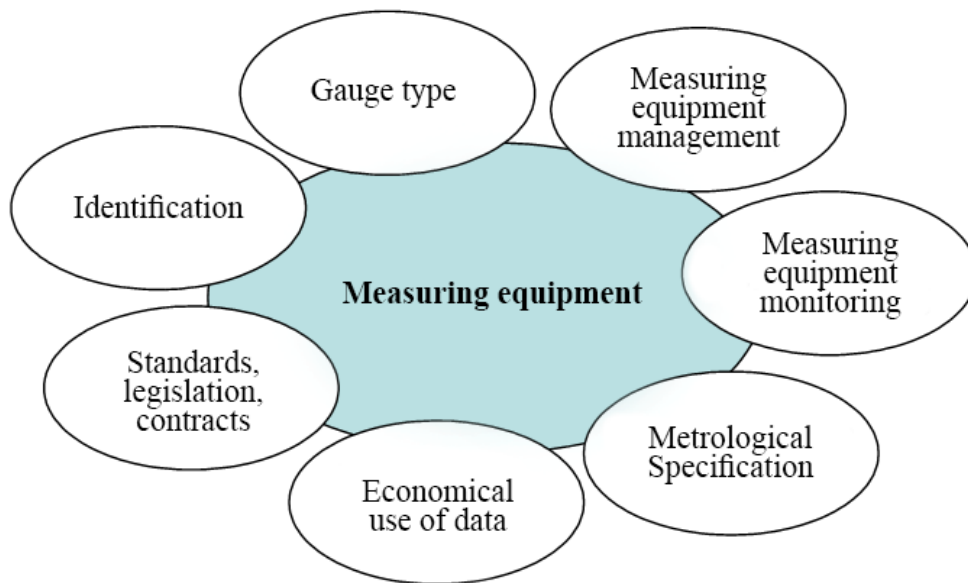 Gauge type
Measuring
equipment
management
Identification
Measuring
equipment
monitoring
Measuring equipment
Standards,
legislation,
contracts
Metrological
Specification
Economical
use of data